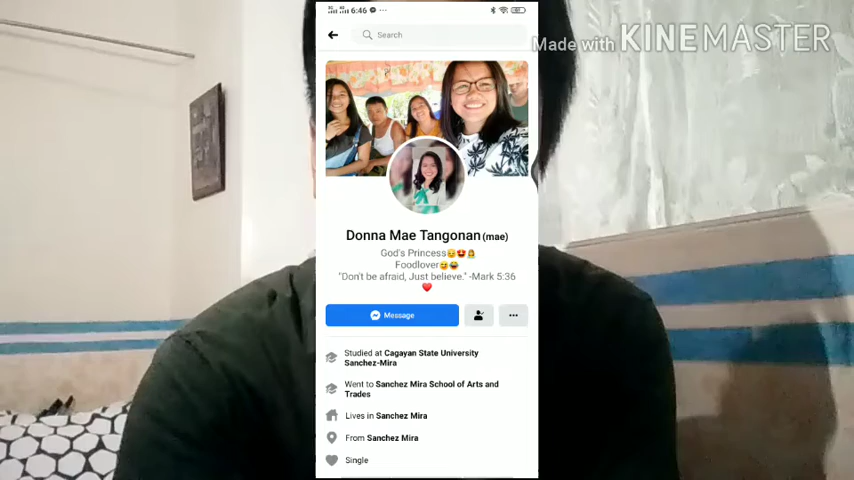 6:46
Search
Made with KINEMASTER
Donna Mae Tangonan (mae)
God's Princess😊😍👸
Foodlover😊😂
"Don't be afraid, Just believe." -Mark 5:36
❤️
Message
Studied at Cagayan State University
Sanchez-Mira
Went to Sanchez Mira School of Arts and
Trades
Lives in Sanchez Mira
From Sanchez Mira
Single